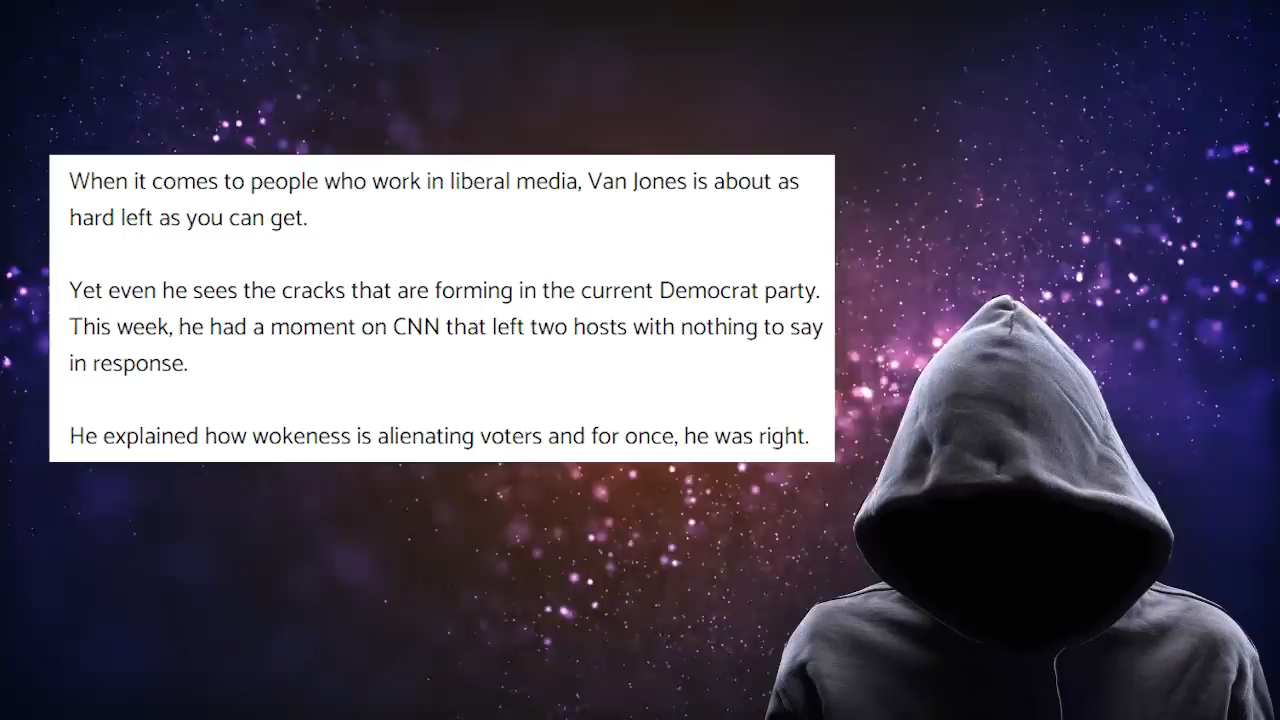 When it comes to people who work in liberal media, Van Jones is about as
hard left as you can get.
Yet even he sees the cracks that are forming in the current Democrat party.
This week, he had a moment on CNN that left two hosts with nothing to say
in response.
He explained how wokeness is alienating voters and for once, he was right.